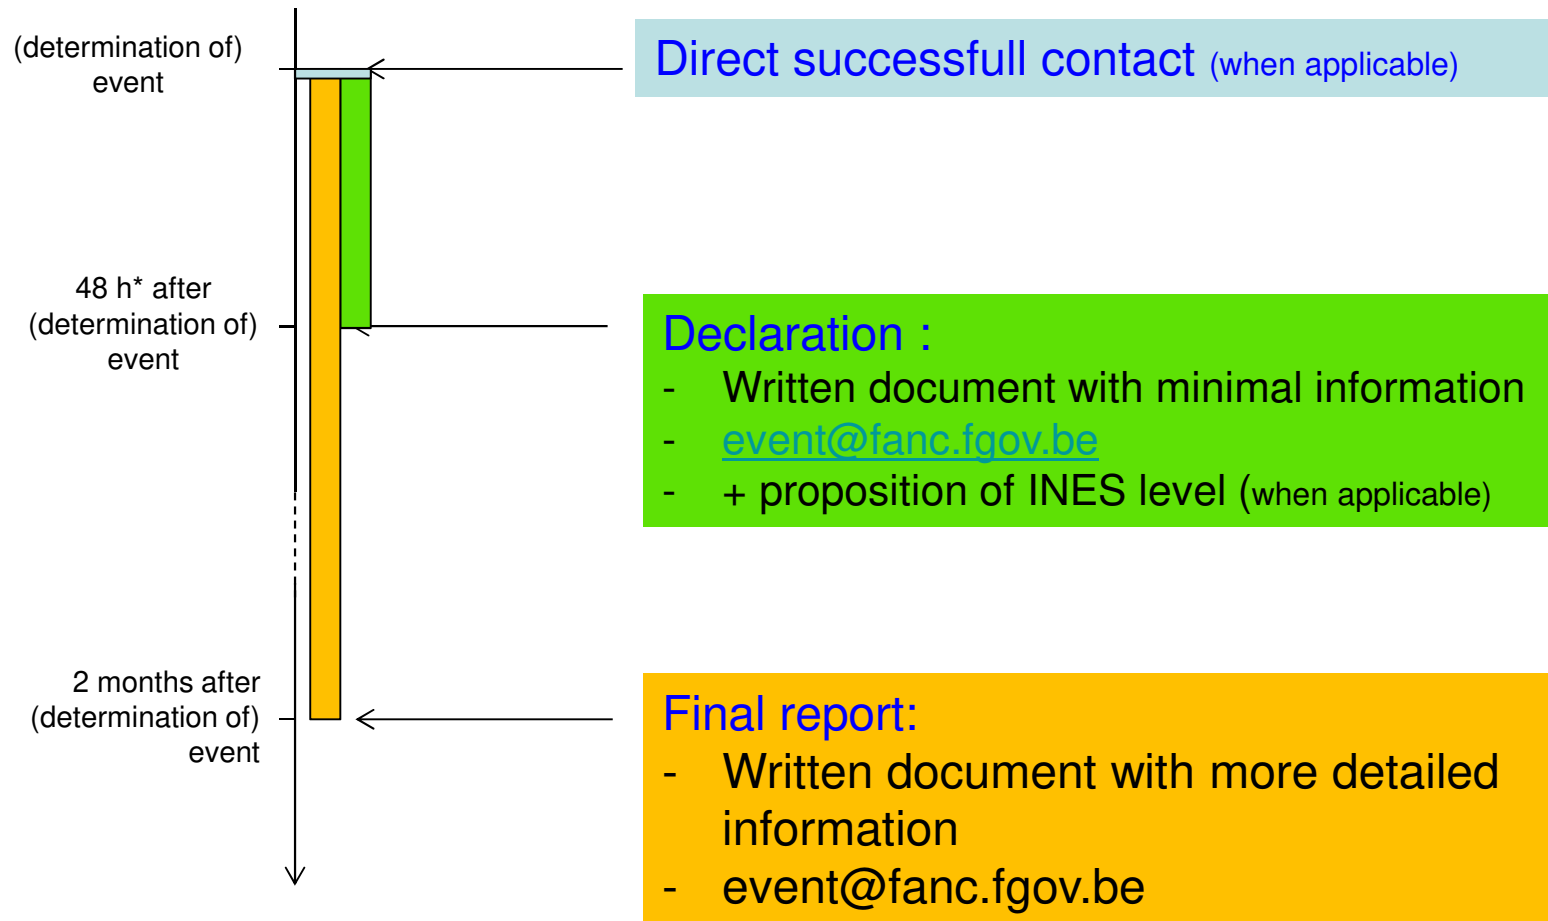 (determination of)
event
Direct successfull contact (when applicable)
48 h* after
(determination of)
event
Declaration :
- Written document with minimal information
- event@fanc.fgov.be
- + proposition of INES level (when applicable)
2 months after
(determination of)
event
Final report:
- Written document with more detailed
information
- event@fanc.fgov.be